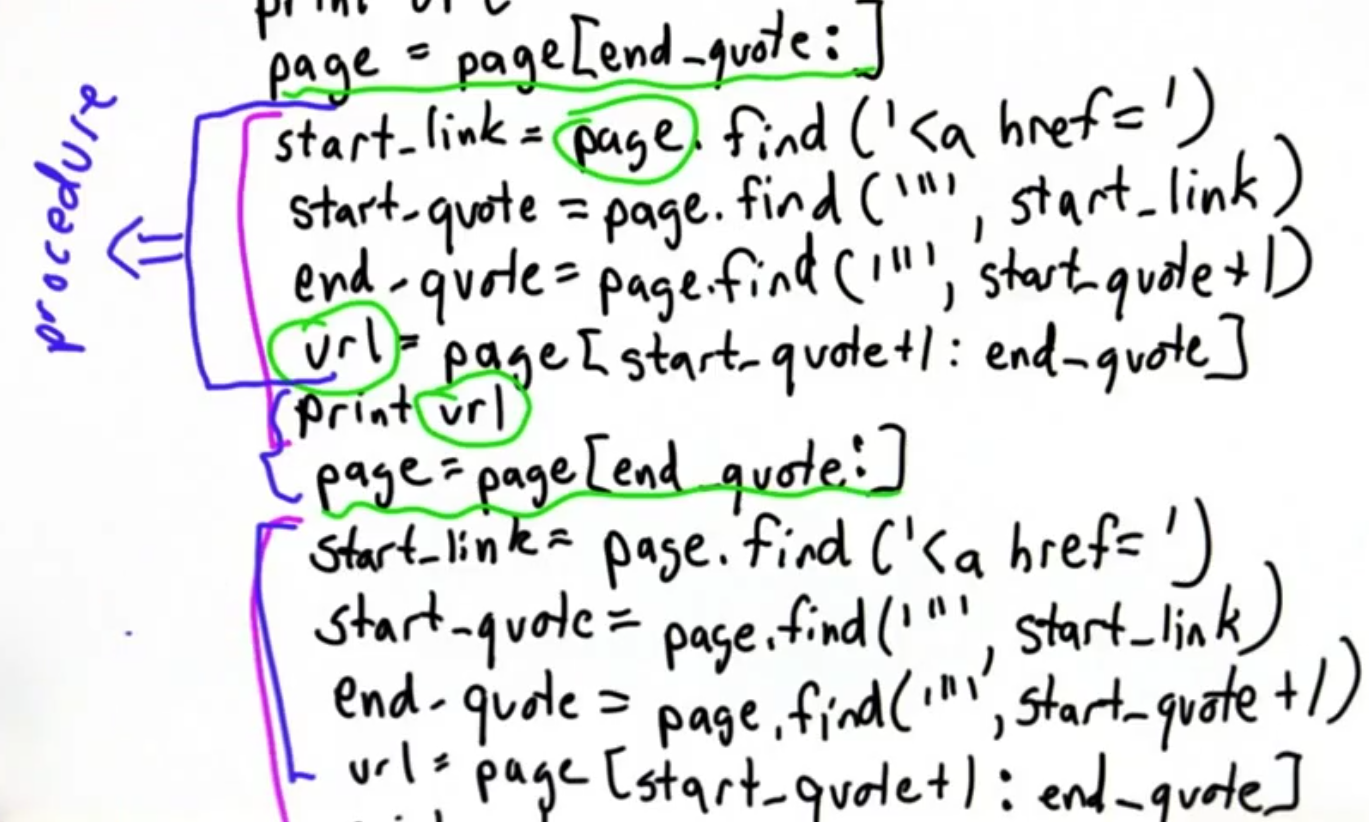 print url
page = page[end_quote:]
start_link = page.find('<a href=')
start_quote = page.find('"', start_link)
end_quote = page.find('"', start_quote+1)
url = page[start_quote+1: end_quote]
print url
page = page[end_quote:]
start_link = page.find('<a href=')
start_quote = page.find('"', start_link)
end_quote = page.find('"', start_quote+1)
url = page[start_quote+1: end_quote]
procedure